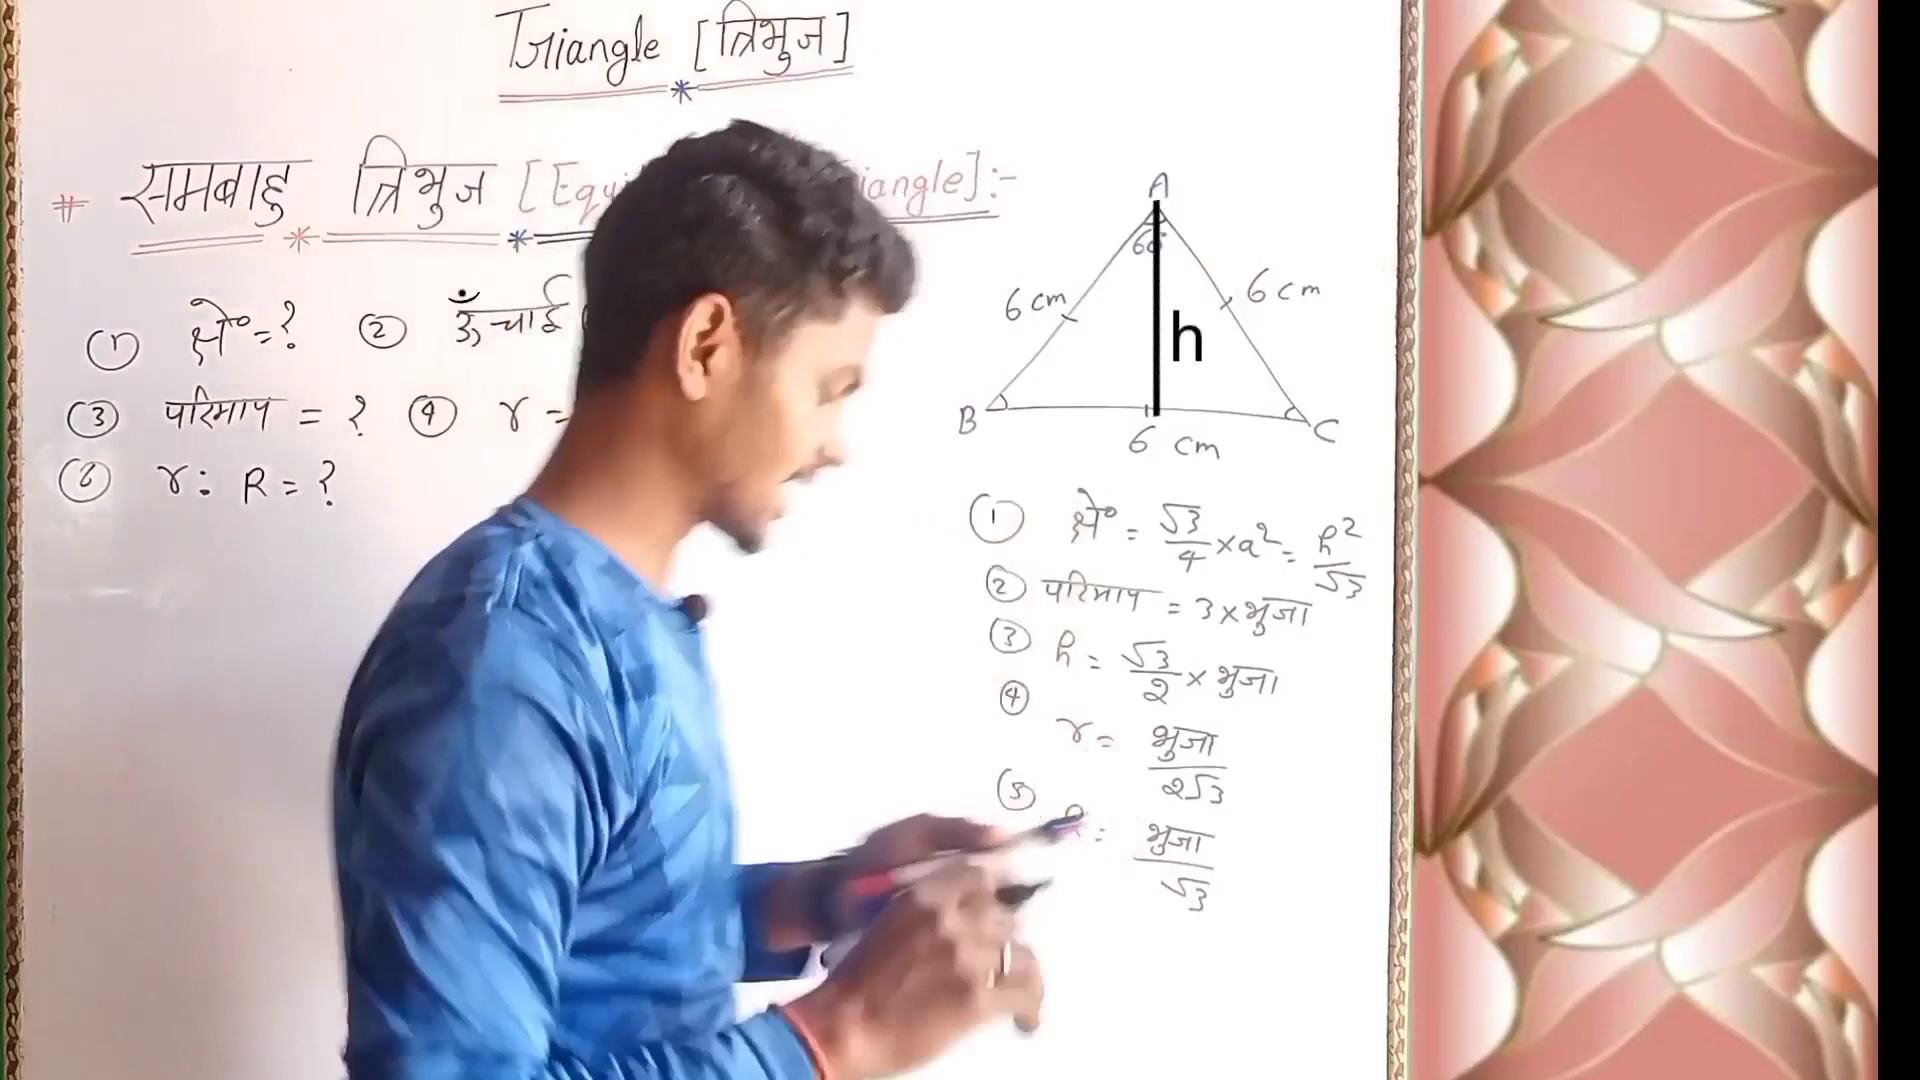 Triangle [त्रिभुज]
# समबाहु त्रिभुज [Equi iangle]:-
① क्षे० = ? ② ऊँचाई
③ परिमाप = ? ④ r =
⑥ r : R = ?
A
60°
6 cm
6 cm
h
B
C
6 cm
① क्षे० = √3/4 × a² = h²/√3
② परिमाप = 3 × भुजा
③ h = √3/2 × भुजा
④ r = भुजा/2√3
⑤ R = भुजा/√3